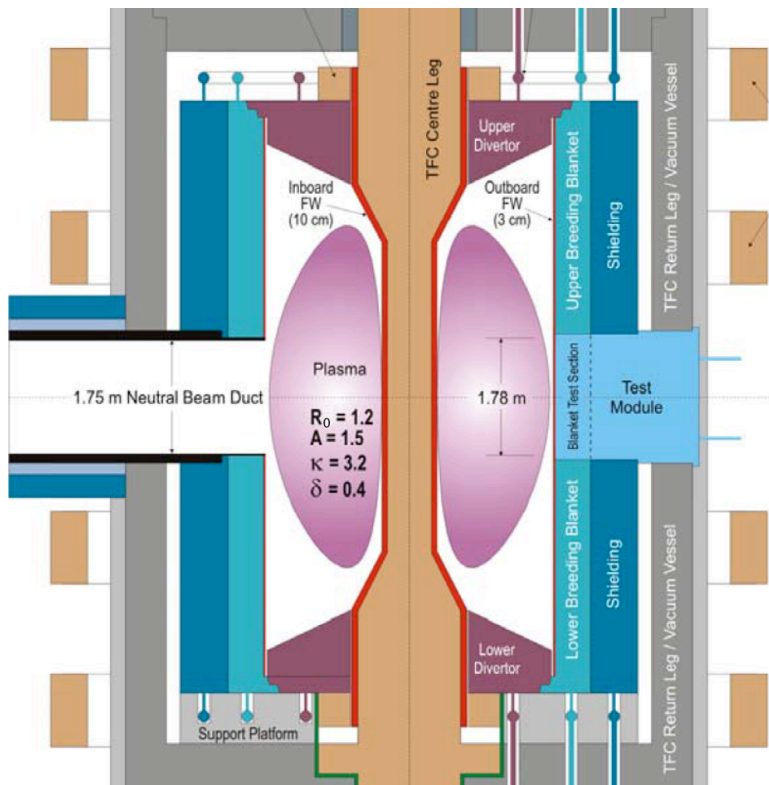 TFC Centre Leg
Upper
Divertor
Inboard
FW
(10 cm)
Outboard
FW
(3 cm)
Upper Breeding Blanket
Shielding
TFC Return Leg / Vacuum Vessel
Plasma
1.75 m Neutral Beam Duct
R₀ = 1.2
A = 1.5
κ = 3.2
δ = 0.4
1.78 m
Blanket Test Section
Test
Module
Lower Breeding Blanket
Shielding
TFC Return Leg / Vacuum Vessel
Lower
Divertor
Support Platform